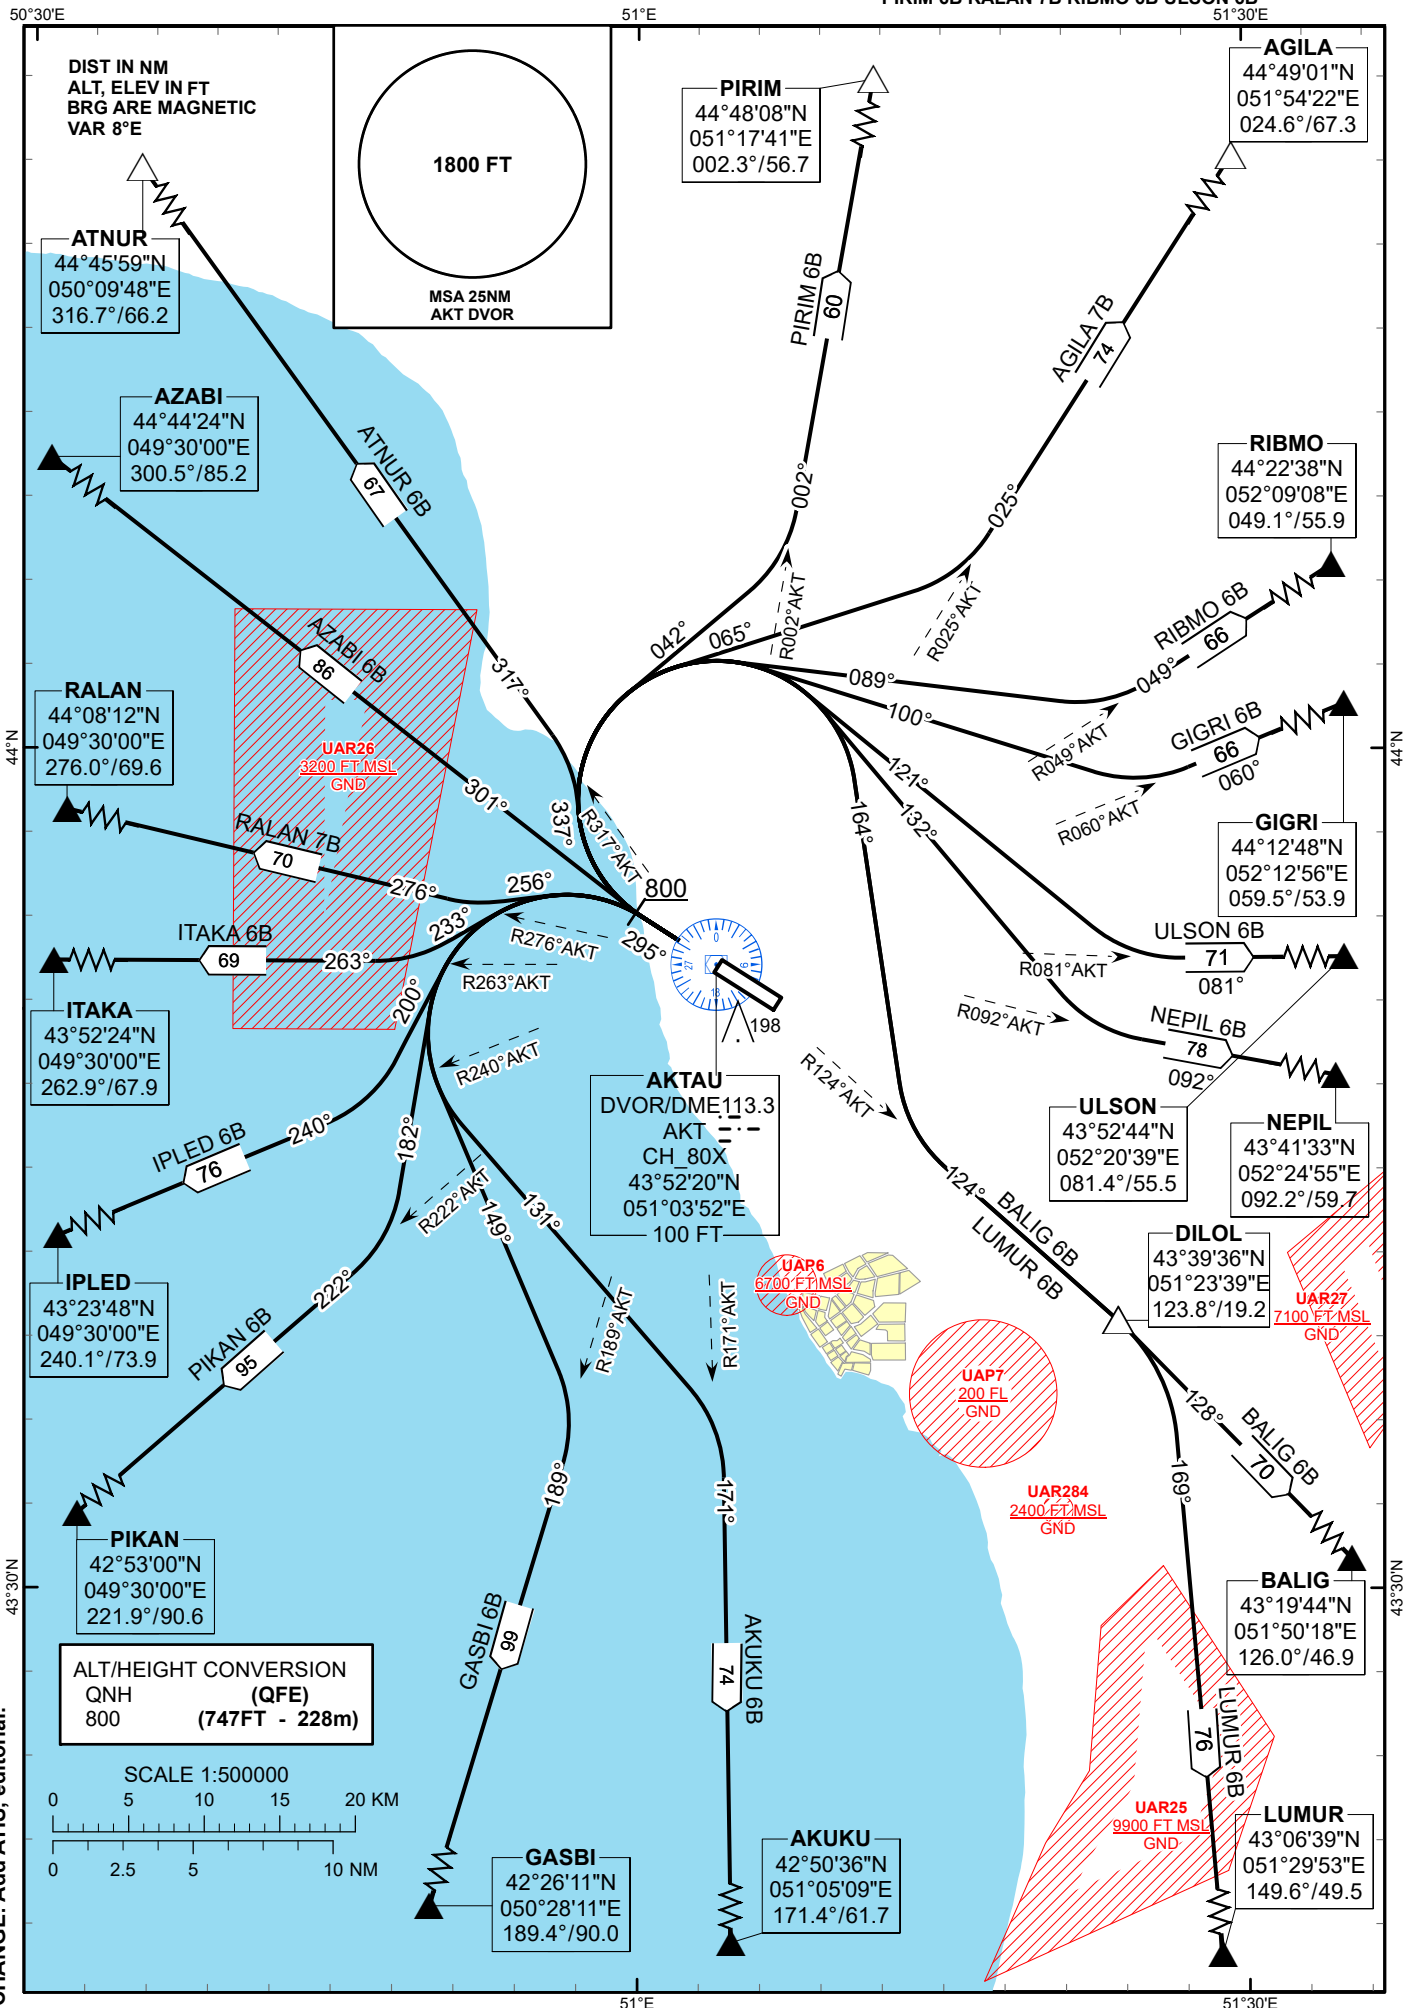 PIRIM 6B RALAN 7B RIBMO 6B ULSON 6B
50°30'E
51°E
51°30'E
DIST IN NM
ALT, ELEV IN FT
BRG ARE MAGNETIC
VAR 8°E
1800 FT
MSA 25NM
AKT DVOR
PIRIM
44°48'08"N
051°17'41"E
002.3°/56.7
AGILA
44°49'01"N
051°54'22"E
024.6°/67.3
ATNUR
44°45'59"N
050°09'48"E
316.7°/66.2
PIRIM 6B
60
AGILA 7B
74
AZABI
44°44'24"N
049°30'00"E
300.5°/85.2
ATNUR 6B
67
RIBMO
44°22'38"N
052°09'08"E
049.1°/55.9
002°
025°
R002°AKT
R025°AKT
RIBMO 6B
66
049°
042°
065°
089°
100°
AZABI 6B
86
317°
RALAN
44°08'12"N
049°30'00"E
276.0°/69.6
44°N
44°N
UAR26
3200 FT MSL
GND
GIGRI 6B
66
060°
R049°AKT
R060°AKT
121°
132°
164°
301°
337°
R317°AKT
GIGRI
44°12'48"N
052°12'56"E
059.5°/53.9
RALAN 7B
70
276°
256°
800
ITAKA 6B
69
263°
233°
R276°AKT
295°
R263°AKT
200°
0
9
18
27
198
ULSON 6B
71
081°
R081°AKT
ITAKA
43°52'24"N
049°30'00"E
262.9°/67.9
R092°AKT
NEPIL 6B
78
092°
R240°AKT
R124°AKT
AKTAU
DVOR/DME113.3
AKT
CH_80X
43°52'20"N
051°03'52"E
100 FT
ULSON
43°52'44"N
052°20'39"E
081.4°/55.5
NEPIL
43°41'33"N
052°24'55"E
092.2°/59.7
IPLED 6B
76
240°
182°
R222°AKT
149°
131°
124°
BALIG 6B
LUMUR 6B
DILOL
43°39'36"N
051°23'39"E
123.8°/19.2
IPLED
43°23'48"N
049°30'00"E
240.1°/73.9
UAP6
6700 FT MSL
GND
UAR27
7100 FT MSL
GND
222°
PIKAN 6B
95
R189°AKT
R171°AKT
UAP7
200 FL
GND
128°
BALIG 6B
70
189°
171°
169°
UAR284
2400 FT MSL
GND
PIKAN
42°53'00"N
049°30'00"E
221.9°/90.6
43°30'N
43°30'N
BALIG
43°19'44"N
051°50'18"E
126.0°/46.9
GASBI 6B
99
AKUKU 6B
74
LUMUR 6B
76
ALT/HEIGHT CONVERSION
QNH (QFE)
800 (747FT - 228m)
SCALE 1:500000
0 5 10 15 20 KM
0 2.5 5 10 NM
UAR25
9900 FT MSL
GND
LUMUR
43°06'39"N
051°29'53"E
149.6°/49.5
AKUKU
42°50'36"N
051°05'09"E
171.4°/61.7
GASBI
42°26'11"N
050°28'11"E
189.4°/90.0
CHANGE: Add ATIS, editorial.
51°E
51°30'E